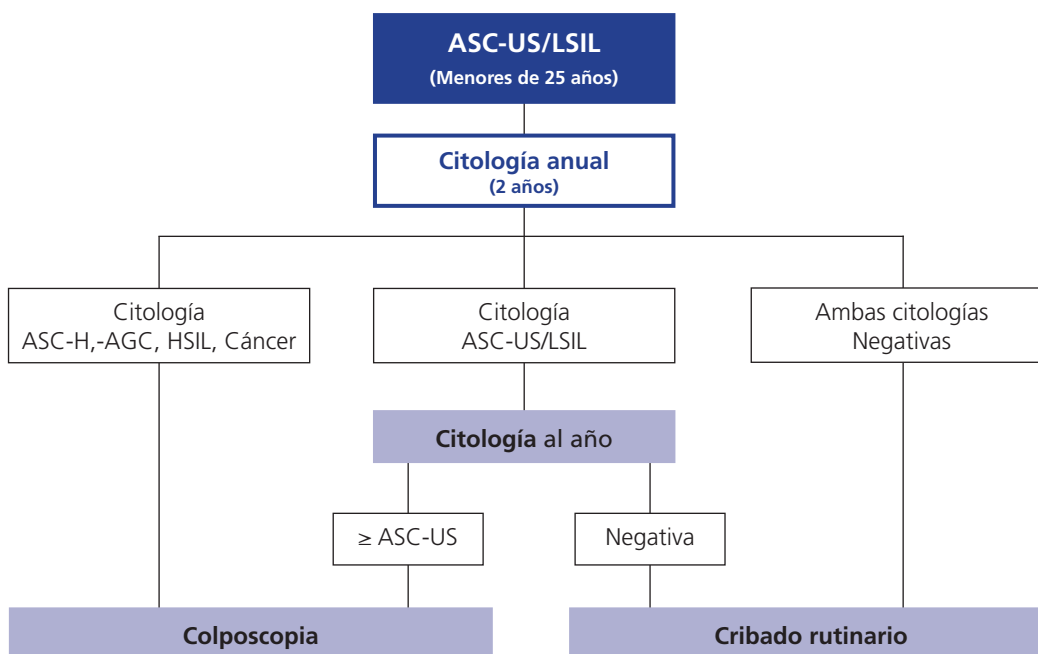 ASC-US/LSIL
(Menores de 25 años)
Citología anual
(2 años)
Citología
ASC-H,-AGC, HSIL, Cáncer
Citología
ASC-US/LSIL
Ambas citologías
Negativas
Citología al año
≥ ASC-US
Negativa
Colposcopia
Cribado rutinario